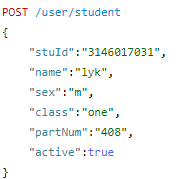 POST /user/student
{
    "stuId":"3146017031",
    "name":"lyk",
    "sex":"m",
    "class":"one",
    "partNum":"408",
    "active":true
}